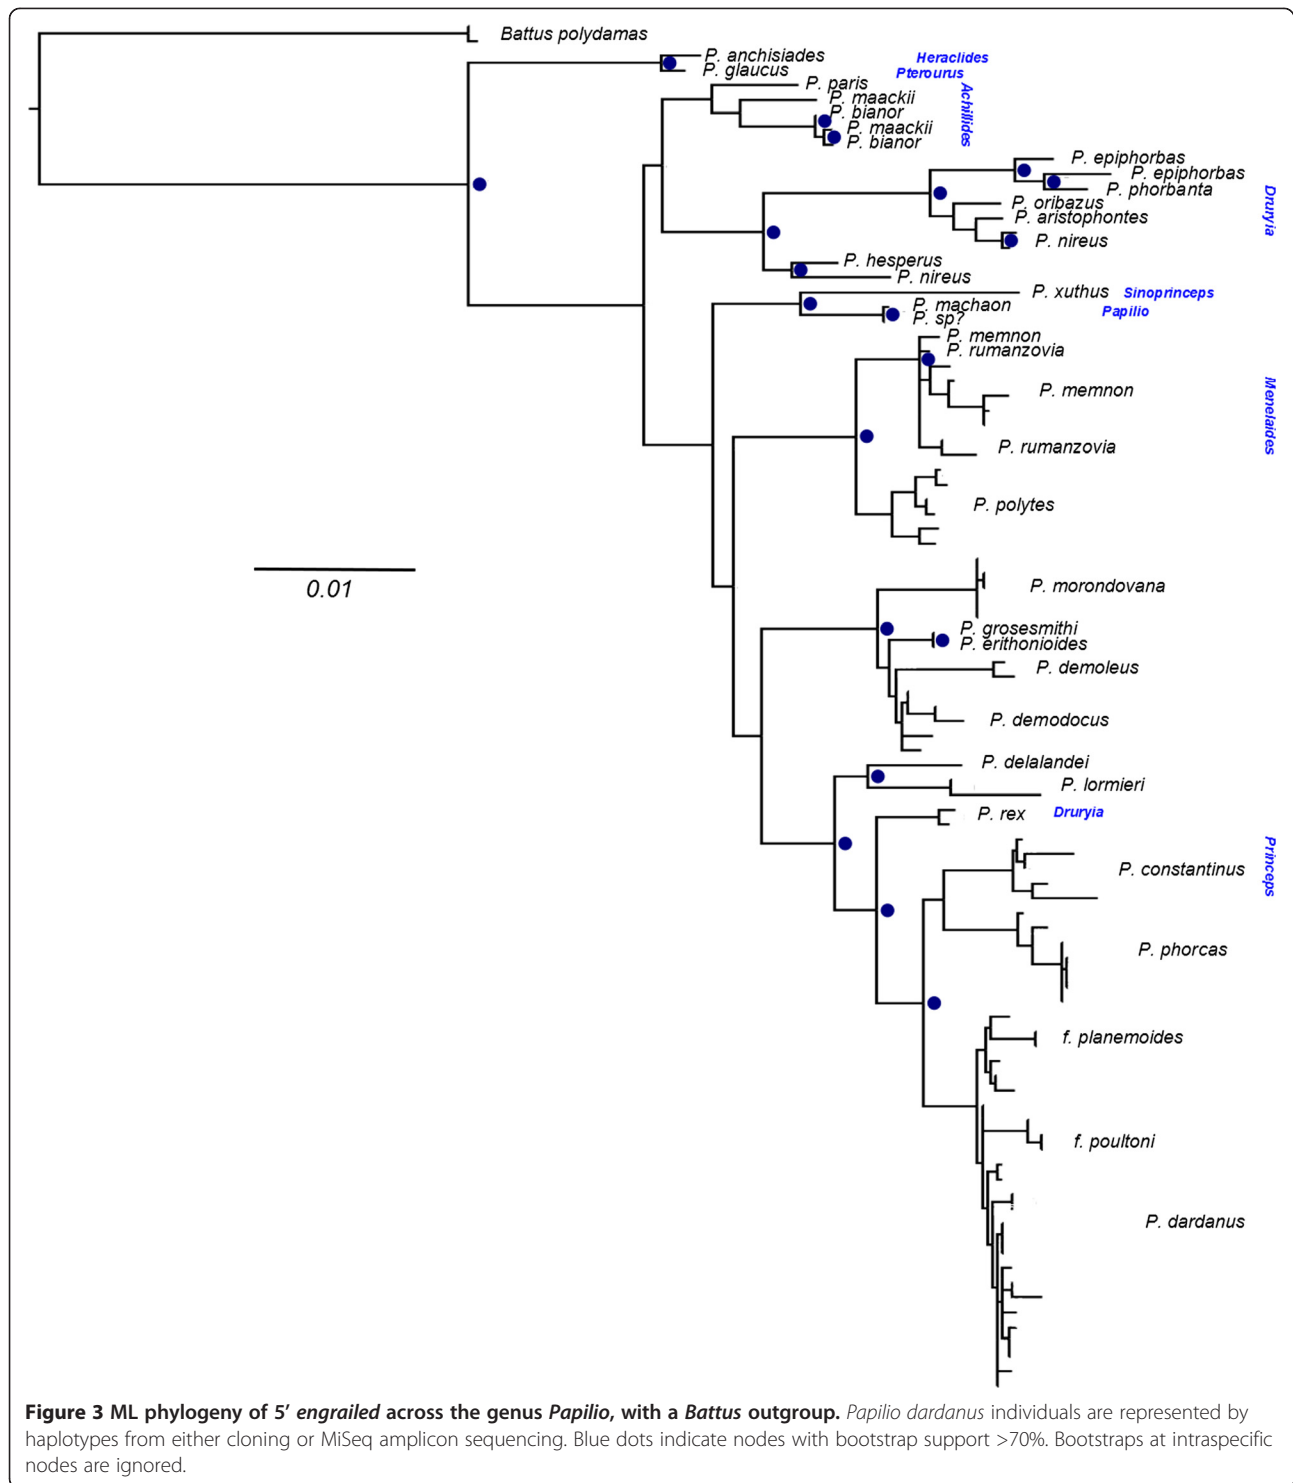 Battus polydamas
P. anchisiades
Heraclides
P. glaucus
Pterourus
P. paris
Achillides
P. maackii
P. bianor
P. maackii
P. bianor
P. epiphorbas
P. epiphorbas
P. phorbanta
Druryia
P. oribazus
P. aristophontes
P. nireus
P. hesperus
P. nireus
P. xuthus Sinoprinceps
P. machaon
Papilio
P. sp?
P. memnon
P. rumanzovia
Menelaides
P. memnon
P. rumanzovia
P. polytes
0.01
P. morondovana
P. grosesmithi
P. erithonioides
P. demoleus
P. demodocus
P. delalandei
P. lormieri
P. rex Druryia
Princeps
P. constantinus
P. phorcas
f. planemoides
f. poultoni
P. dardanus
Figure 3 ML phylogeny of 5′ engrailed across the genus Papilio, with a Battus outgroup. Papilio dardanus individuals are represented by
haplotypes from either cloning or MiSeq amplicon sequencing. Blue dots indicate nodes with bootstrap support >70%. Bootstraps at intraspecific
nodes are ignored.